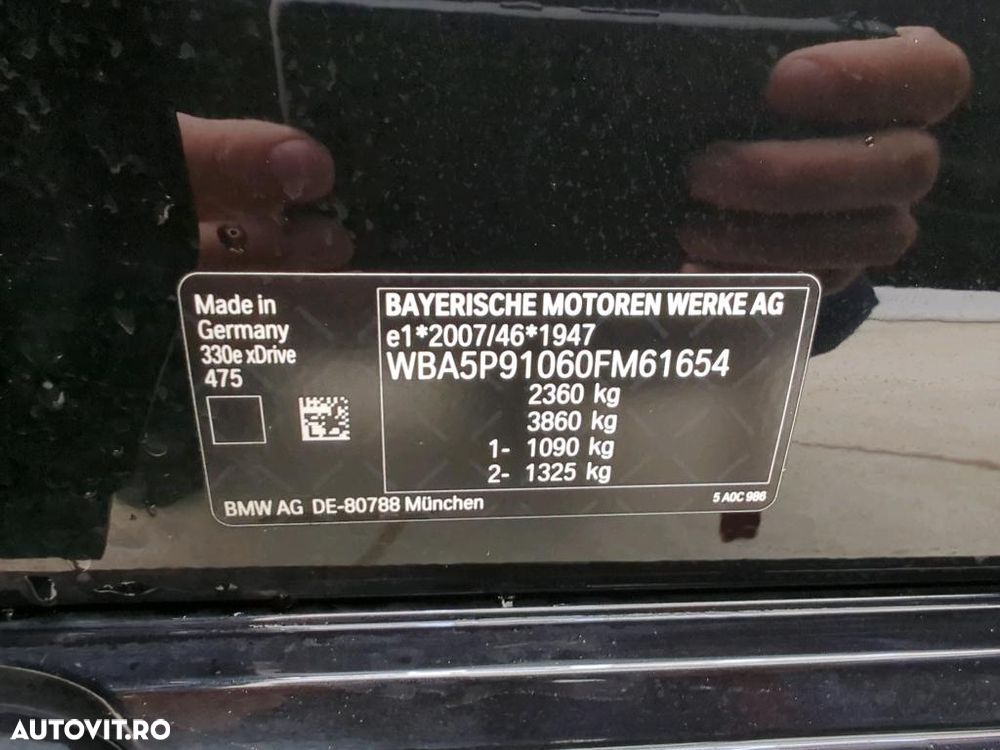 Made in
Germany
330e xDrive
475
BAYERISCHE MOTOREN WERKE AG
e1*2007/46*1947
WBA5P91060FM61654
2360 kg
3860 kg
1- 1090 kg
2- 1325 kg
BMW AG DE-80788 München
5 A0C 986
AUTOVIT.RO